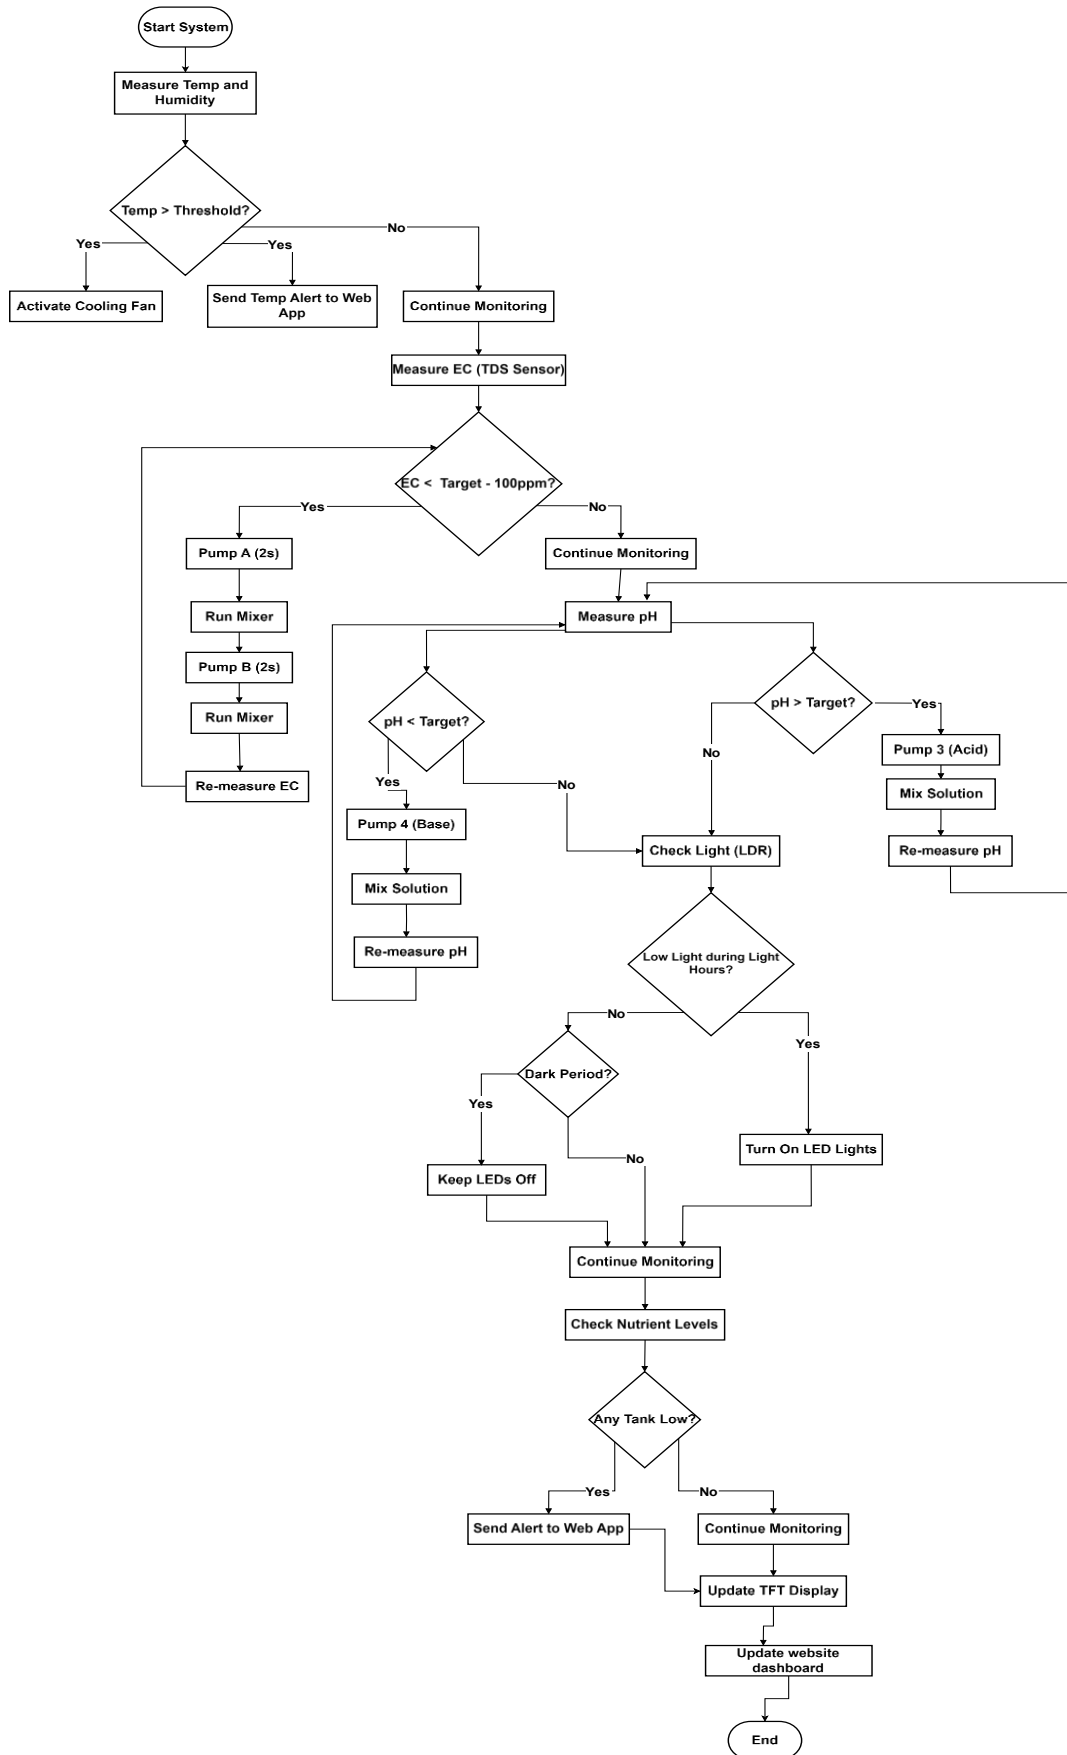 Start System
Measure Temp and
Humidity
Temp > Threshold?
No
Yes
Yes
Activate Cooling Fan
Send Temp Alert to Web
App
Continue Monitoring
Measure EC (TDS Sensor)
EC <  Target - 100ppm?
Yes
No
Pump A (2s)
Continue Monitoring
Run Mixer
Measure pH
Pump B (2s)
Run Mixer
Re-measure EC
pH < Target?
pH > Target?
Yes
No
Yes
No
Pump 3 (Acid)
Mix Solution
Re-measure pH
Pump 4 (Base)
Mix Solution
Re-measure pH
Check Light (LDR)
Low Light during Light
Hours?
No
Yes
Dark Period?
Yes
No
Turn On LED Lights
Keep LEDs Off
Continue Monitoring
Check Nutrient Levels
Any Tank Low?
Yes
No
Send Alert to Web App
Continue Monitoring
Update TFT Display
Update website
dashboard
End